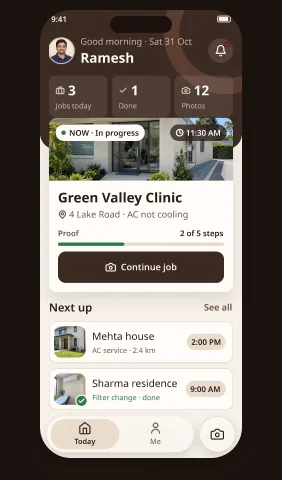 9:41
Good morning · Sat 31 Oct
Ramesh
3
Jobs today
1
Done
12
Photos
NOW · In progress
11:30 AM
Green Valley Clinic
4 Lake Road · AC not cooling
Proof
2 of 5 steps
Continue job
Next up
See all
Mehta house
AC service · 2.4 km
2:00 PM
Sharma residence
Filter change · done
9:00 AM
Today
Me